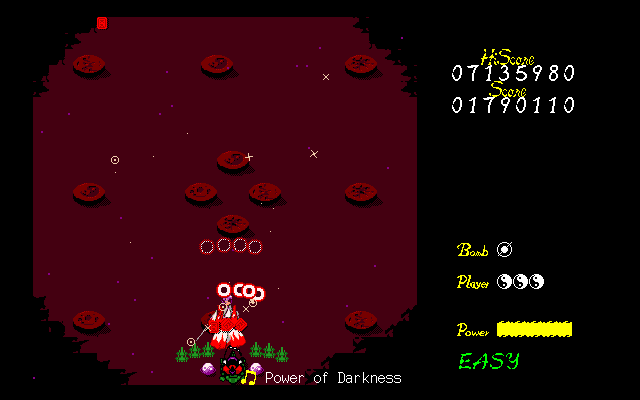 HiScore
07135980
Score
01790110
Bomb
Player
Power
EASY
Power of Darkness